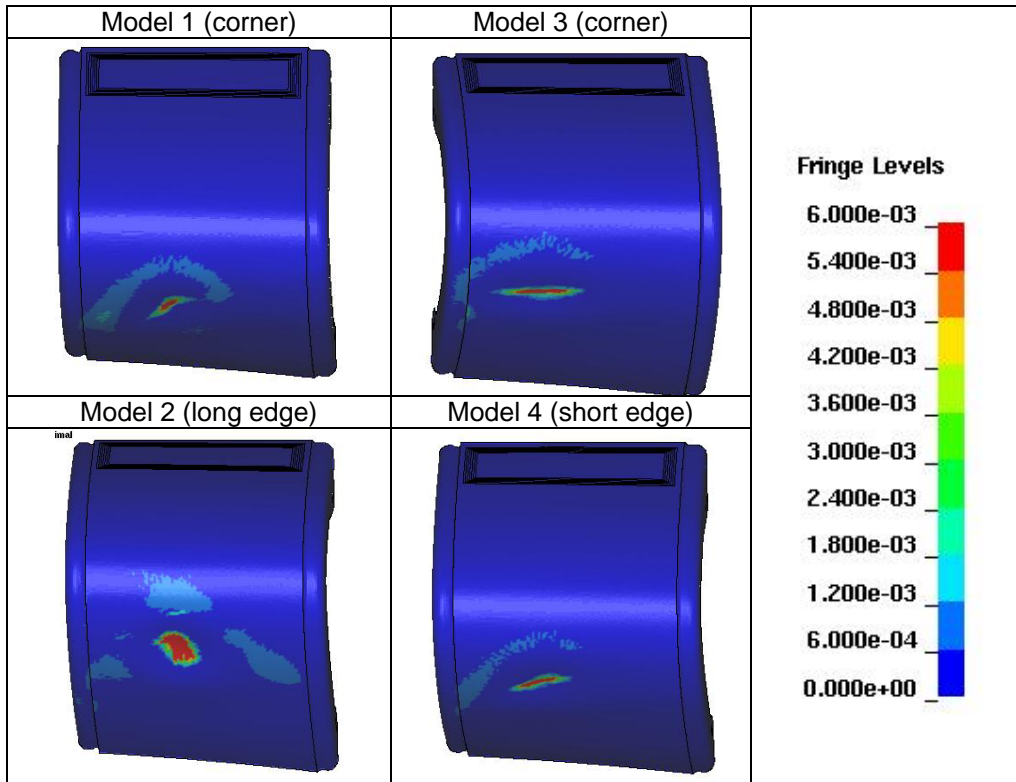 Model 1 (corner)
Model 3 (corner)
Model 2 (long edge)
Model 4 (short edge)
imal
Fringe Levels
6.000e-03
5.400e-03
4.800e-03
4.200e-03
3.600e-03
3.000e-03
2.400e-03
1.800e-03
1.200e-03
6.000e-04
0.000e+00